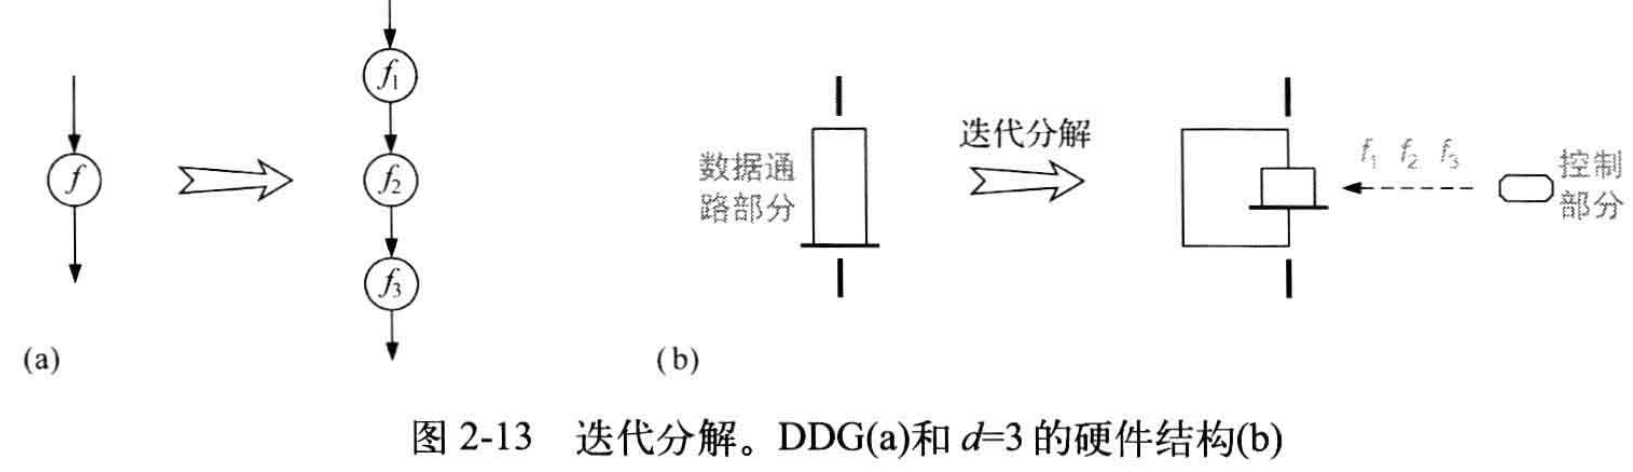 f
f₁
f₂
f₃
(a)
数据通
路部分
迭代分解
f₁ f₂ f₃
控制
部分
(b)
图 2-13 迭代分解。DDG(a)和 d=3 的硬件结构(b)